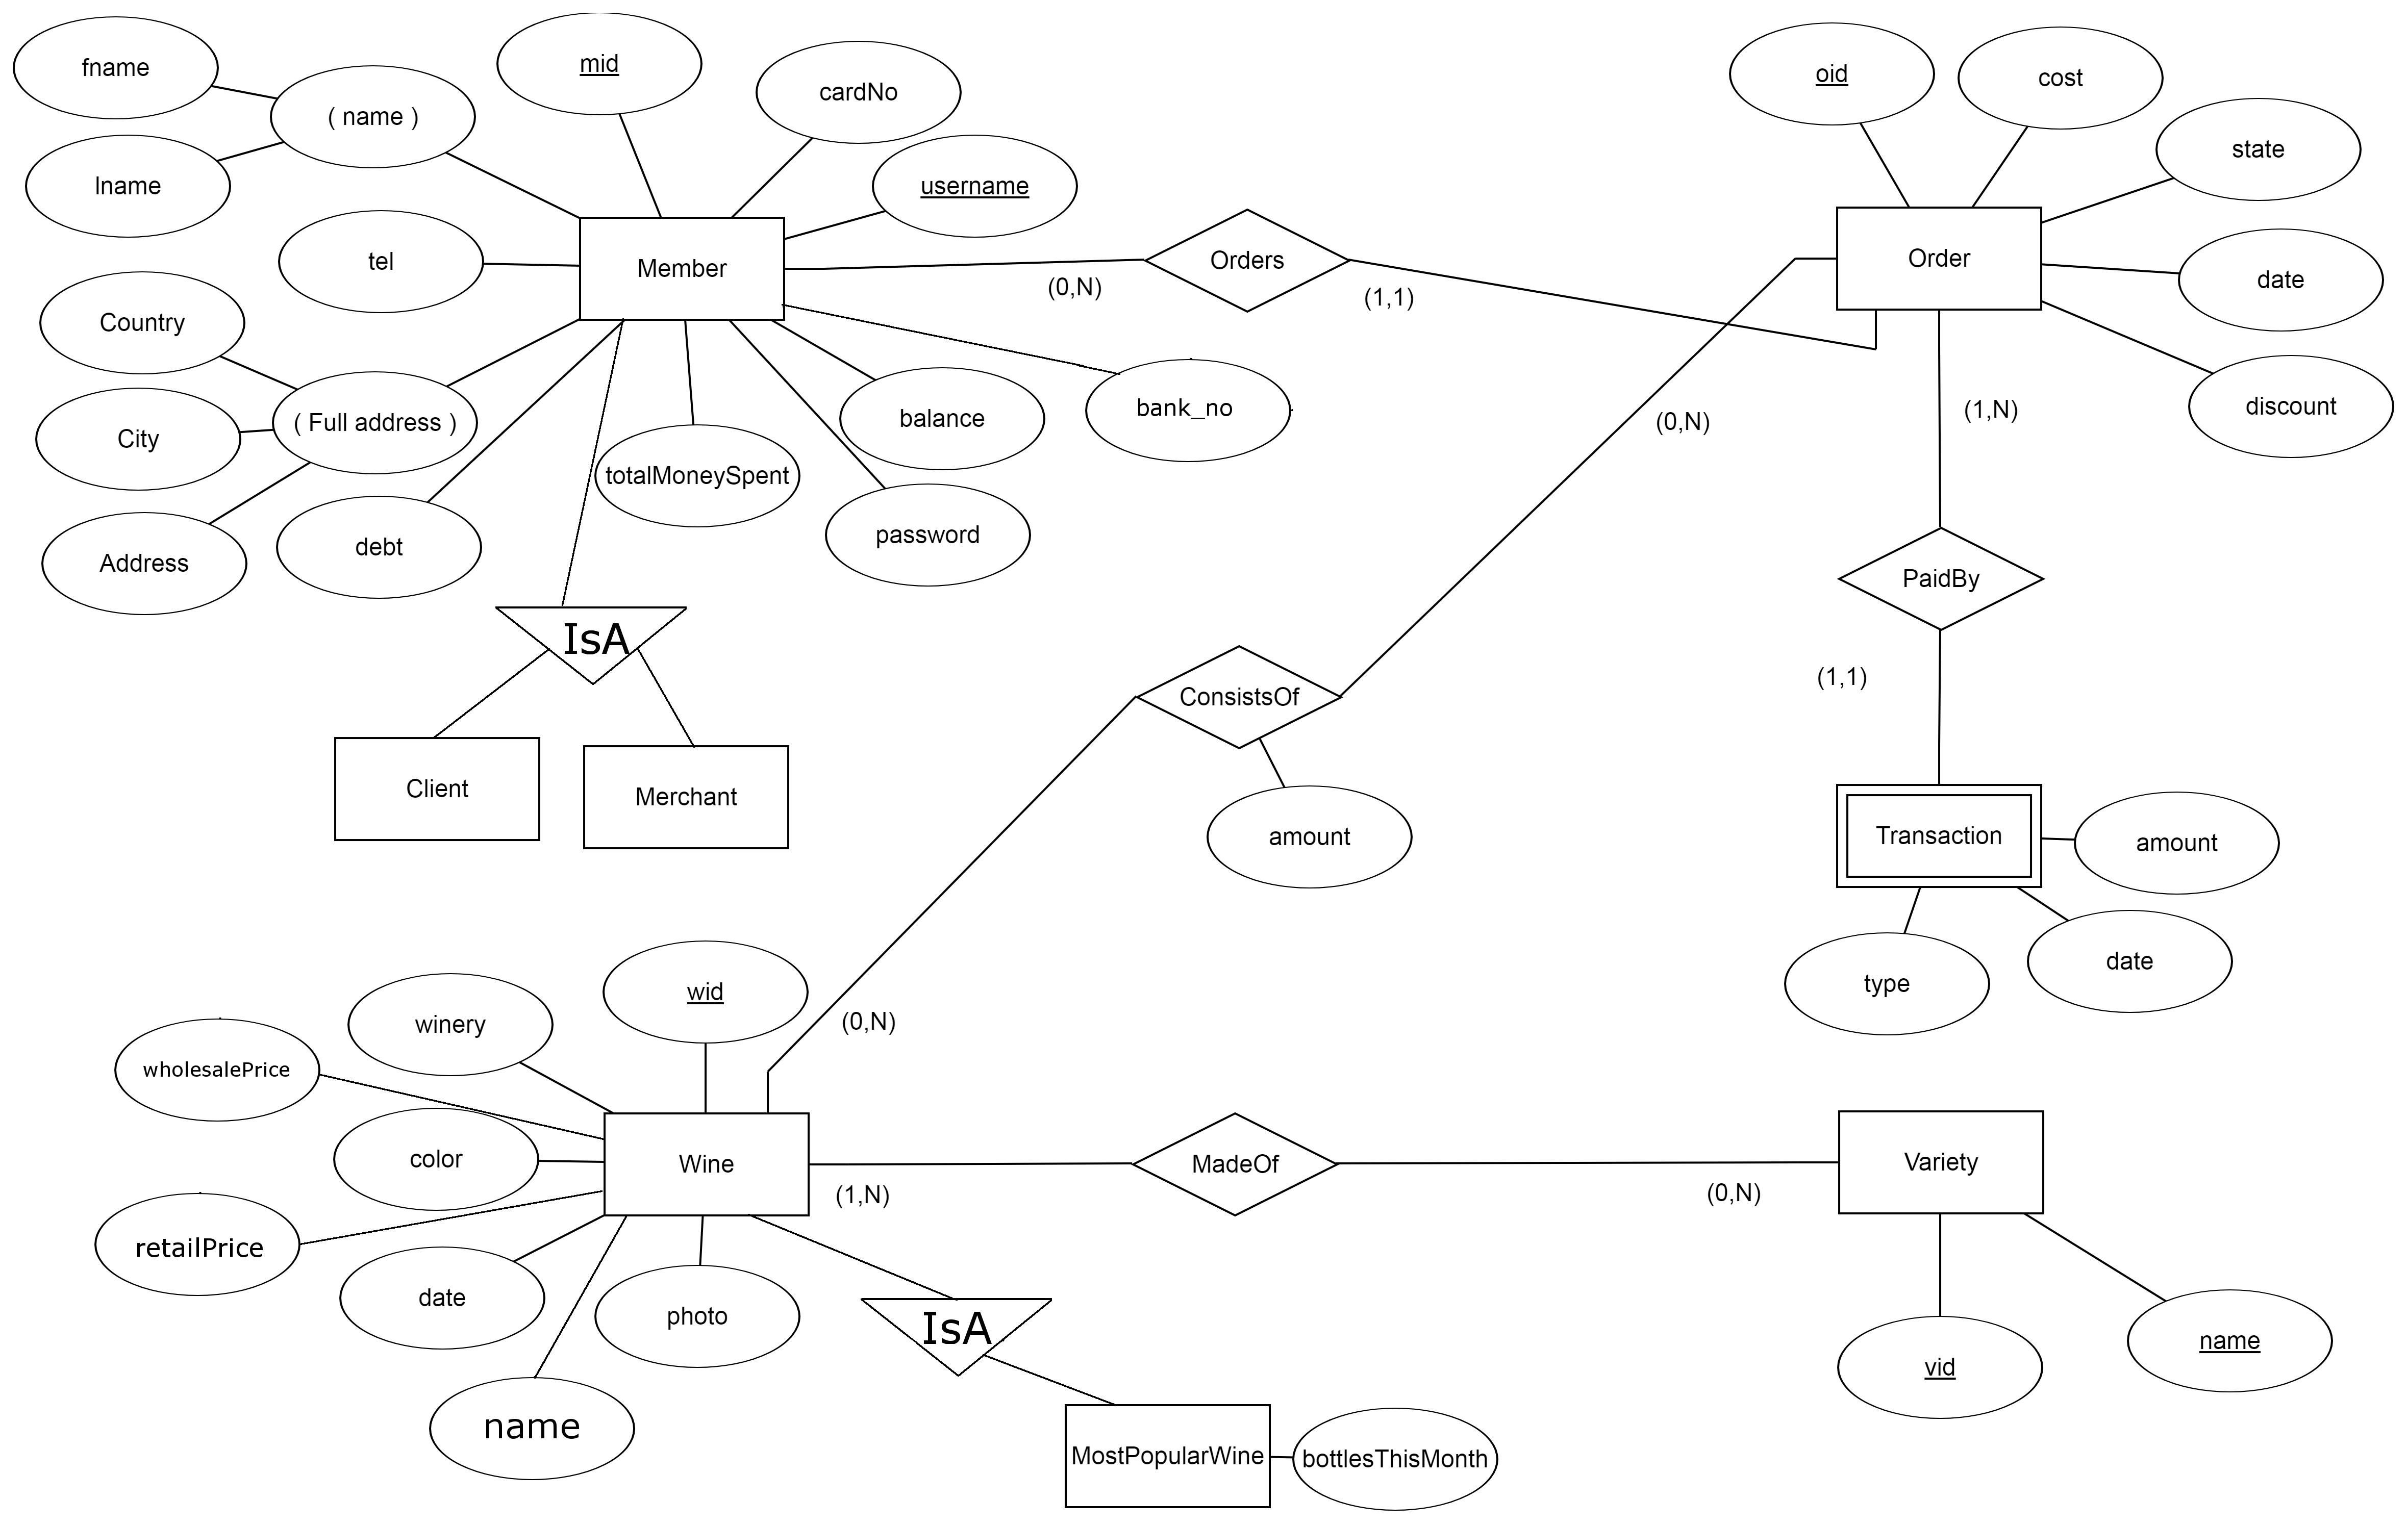 fname
( name )
lname
mid
cardNo
username
tel
Member
Country
City
( Full address )
Address
debt
totalMoneySpent
balance
password
bank_no
(0,N)
Orders
(1,1)
oid
cost
state
Order
date
discount
(0,N)
(1,N)
PaidBy
(1,1)
IsA
Client
Merchant
ConsistsOf
amount
Transaction
amount
type
date
(0,N)
wid
winery
wholesalePrice
color
Wine
retailPrice
date
photo
name
(1,N)
MadeOf
(0,N)
Variety
vid
name
IsA
MostPopularWine
bottlesThisMonth